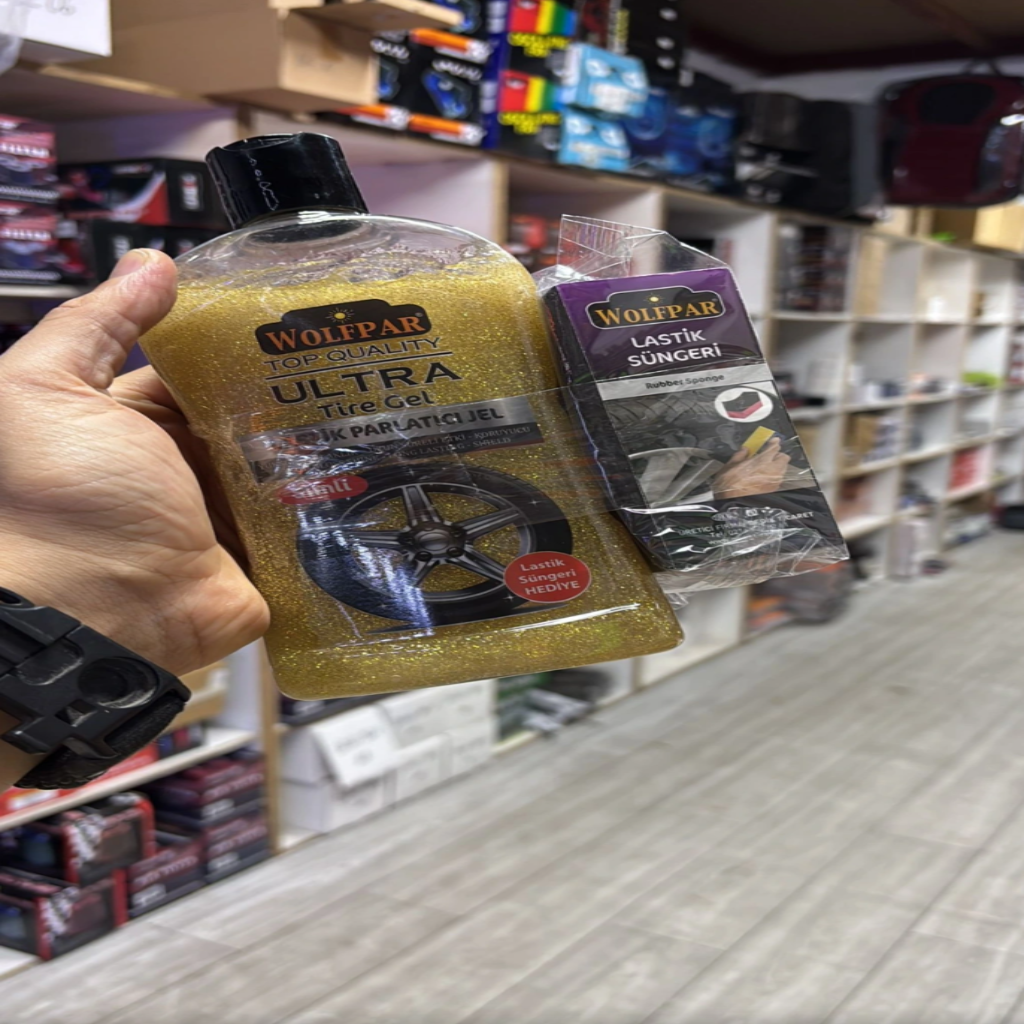 WOLFPAR
TOP QUALITY
ULTRA
Tire Gel
PARLATICI JEL
Simli
Lastik
Süngeri
HEDİYE
WOLFPAR
LASTİK
SÜNGERİ
Rubber Sponge